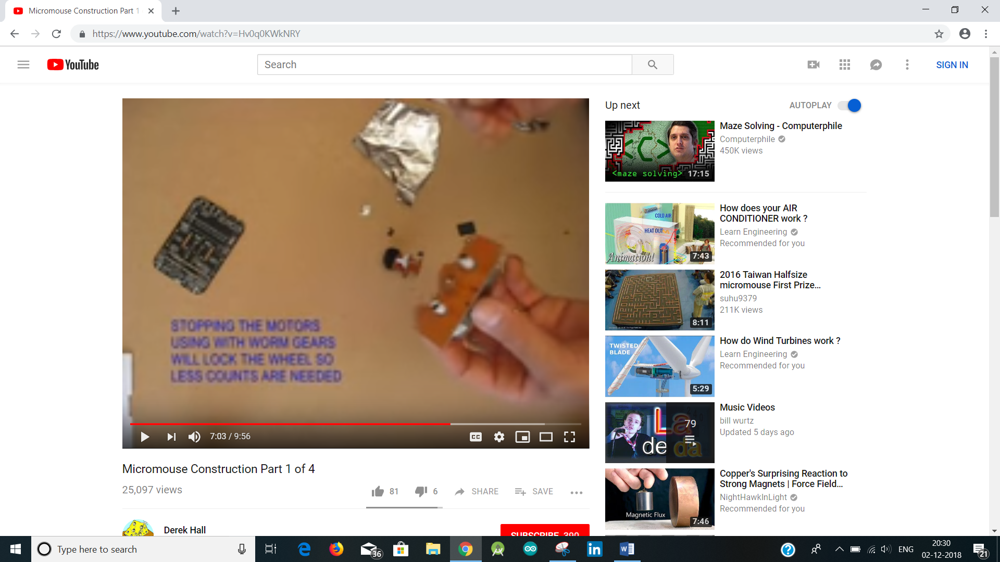 Micromouse Construction Part 1
https://www.youtube.com/watch?v=Hv0q0KWkNRY
YouTube
Search
SIGN IN
STOPPING THE MOTORS
USING WITH WORM GEARS
WILL LOCK THE WHEEL SO
LESS COUNTS ARE NEEDED
7:03 / 9:56
CC
Micromouse Construction Part 1 of 4
25,097 views
81
6
SHARE
SAVE
Derek Hall
SUBSCRIBE 390
Up next
AUTOPLAY
<C>
<maze solving>
17:15
Maze Solving - Computerphile
Computerphile
450K views
COLD AIR
HEAT OUT
Animation!
7:43
How does your AIR
CONDITIONER work ?
Learn Engineering
Recommended for you
8:11
2016 Taiwan Halfsize
micromouse First Prize...
suhu9379
211K views
TWISTED
BLADE
5:29
How do Wind Turbines work ?
Learn Engineering
Recommended for you
La
de da
79
Music Videos
bill wurtz
Updated 5 days ago
Magnetic Flux
7:46
Copper's Surprising Reaction to
Strong Magnets | Force Field...
NightHawkInLight
Recommended for you
Type here to search
36
W
ENG
20:30
02-12-2018
21